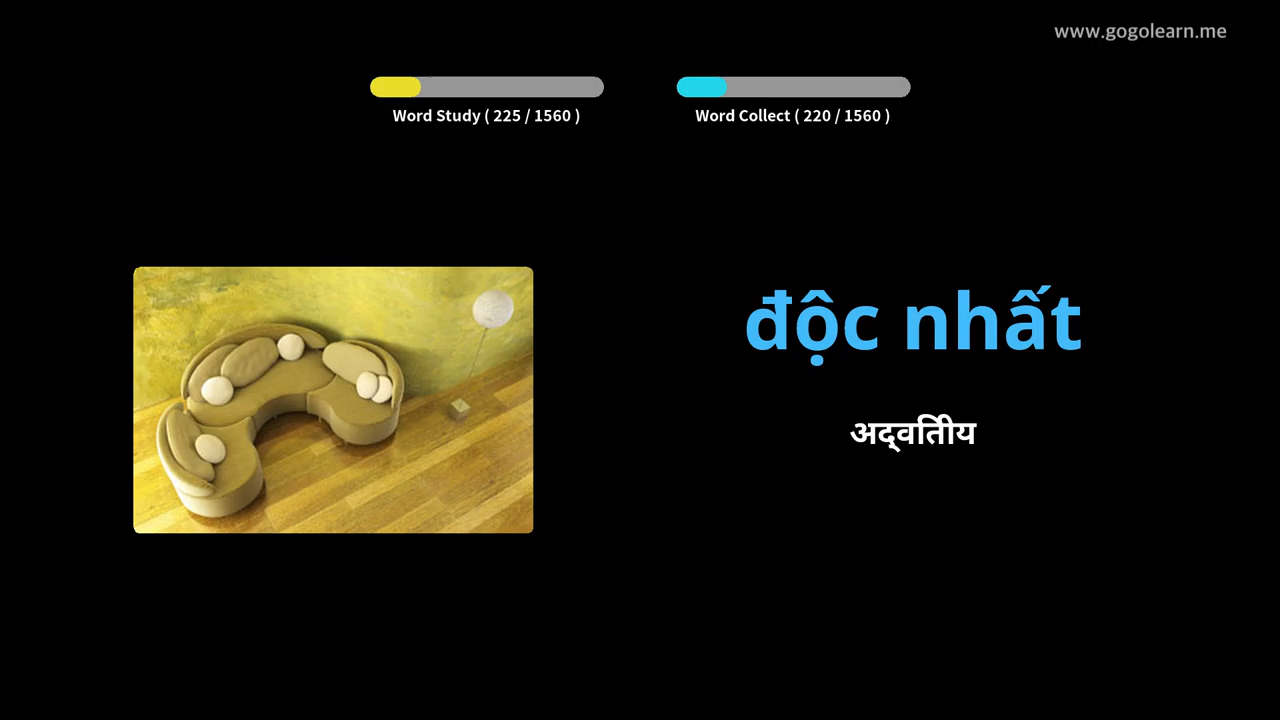 www.gogolearn.me
Word Study ( 225 / 1560 )
Word Collect ( 220 / 1560 )
độc nhất
अद्वितीय